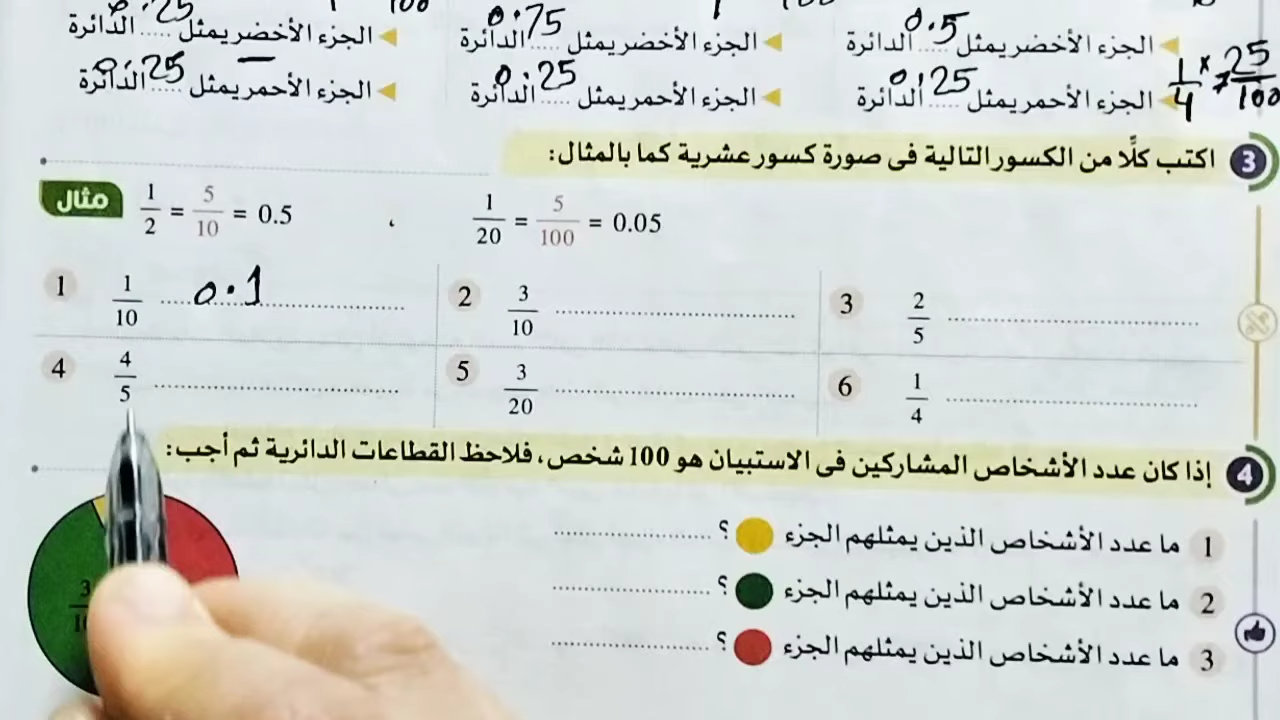 ◀ الجزء الأخضر يمثل 0.5 الدائرة ◀ الجزء الأخضر يمثل 0.75 الدائرة ◀ الجزء الأخضر يمثل 0.25 الدائرة
◀ الجزء الأحمر يمثل 0.25 الدائرة ◀ الجزء الأحمر يمثل 0.25 الدائرة ◀ الجزء الأحمر يمثل 0.25 الدائرة
1/4 25/100
3 اكتب كلًّا من الكسور التالية فى صورة كسور عشرية كما بالمثال:
مثال 1/2 = 5/10 = 0.5 ، 1/20 = 5/100 = 0.05
1 1/10 0.1 2 3/10 ........ 3 2/5 ........
4 4/5 ........ 5 3/20 ........ 6 1/4 ........
4 إذا كان عدد الأشخاص المشاركين فى الاستبيان هو 100 شخص، فلاحظ القطاعات الدائرية ثم أجب:
1 ما عدد الأشخاص الذين يمثلهم الجزء ؟ ........
2 ما عدد الأشخاص الذين يمثلهم الجزء ؟ ........
3 ما عدد الأشخاص الذين يمثلهم الجزء ؟ ........